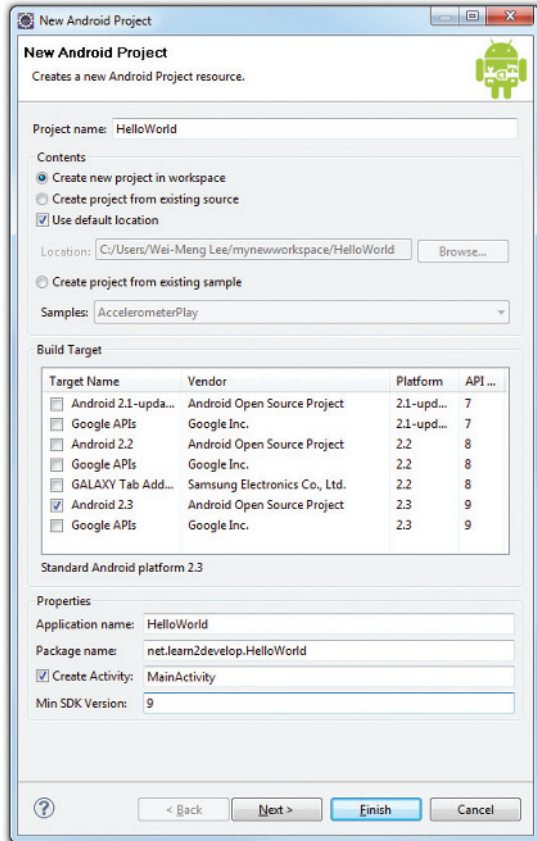 New Android Project
New Android Project
Creates a new Android Project resource.
Project name: HelloWorld
Contents
Create new project in workspace
Create project from existing source
Use default location
Location: C:/Users/Wei-Meng Lee/mynewworkspace/HelloWorld Browse...
Create project from existing sample
Samples: AccelerometerPlay
Build Target
Target Name Vendor Platform API ...
Android 2.1-upda... Android Open Source Project 2.1-upd... 7
Google APIs Google Inc. 2.1-upd... 7
Android 2.2 Android Open Source Project 2.2 8
Google APIs Google Inc. 2.2 8
GALAXY Tab Add... Samsung Electronics Co., Ltd. 2.2 8
Android 2.3 Android Open Source Project 2.3 9
Google APIs Google Inc. 2.3 9
Standard Android platform 2.3
Properties
Application name: HelloWorld
Package name: net.learn2develop.HelloWorld
Create Activity: MainActivity
Min SDK Version: 9
? < Back Next > Finish Cancel